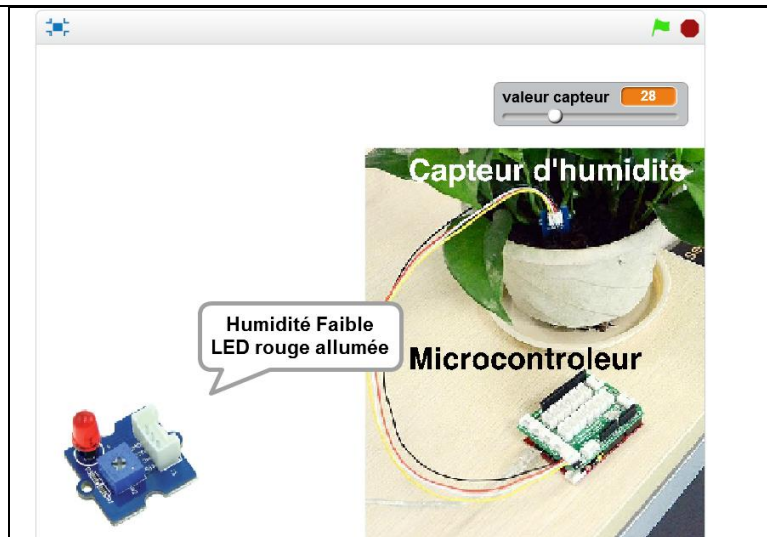 valeur capteur 28
Capteur d'humidite
Humidité Faible
LED rouge allumée
Microcontroleur